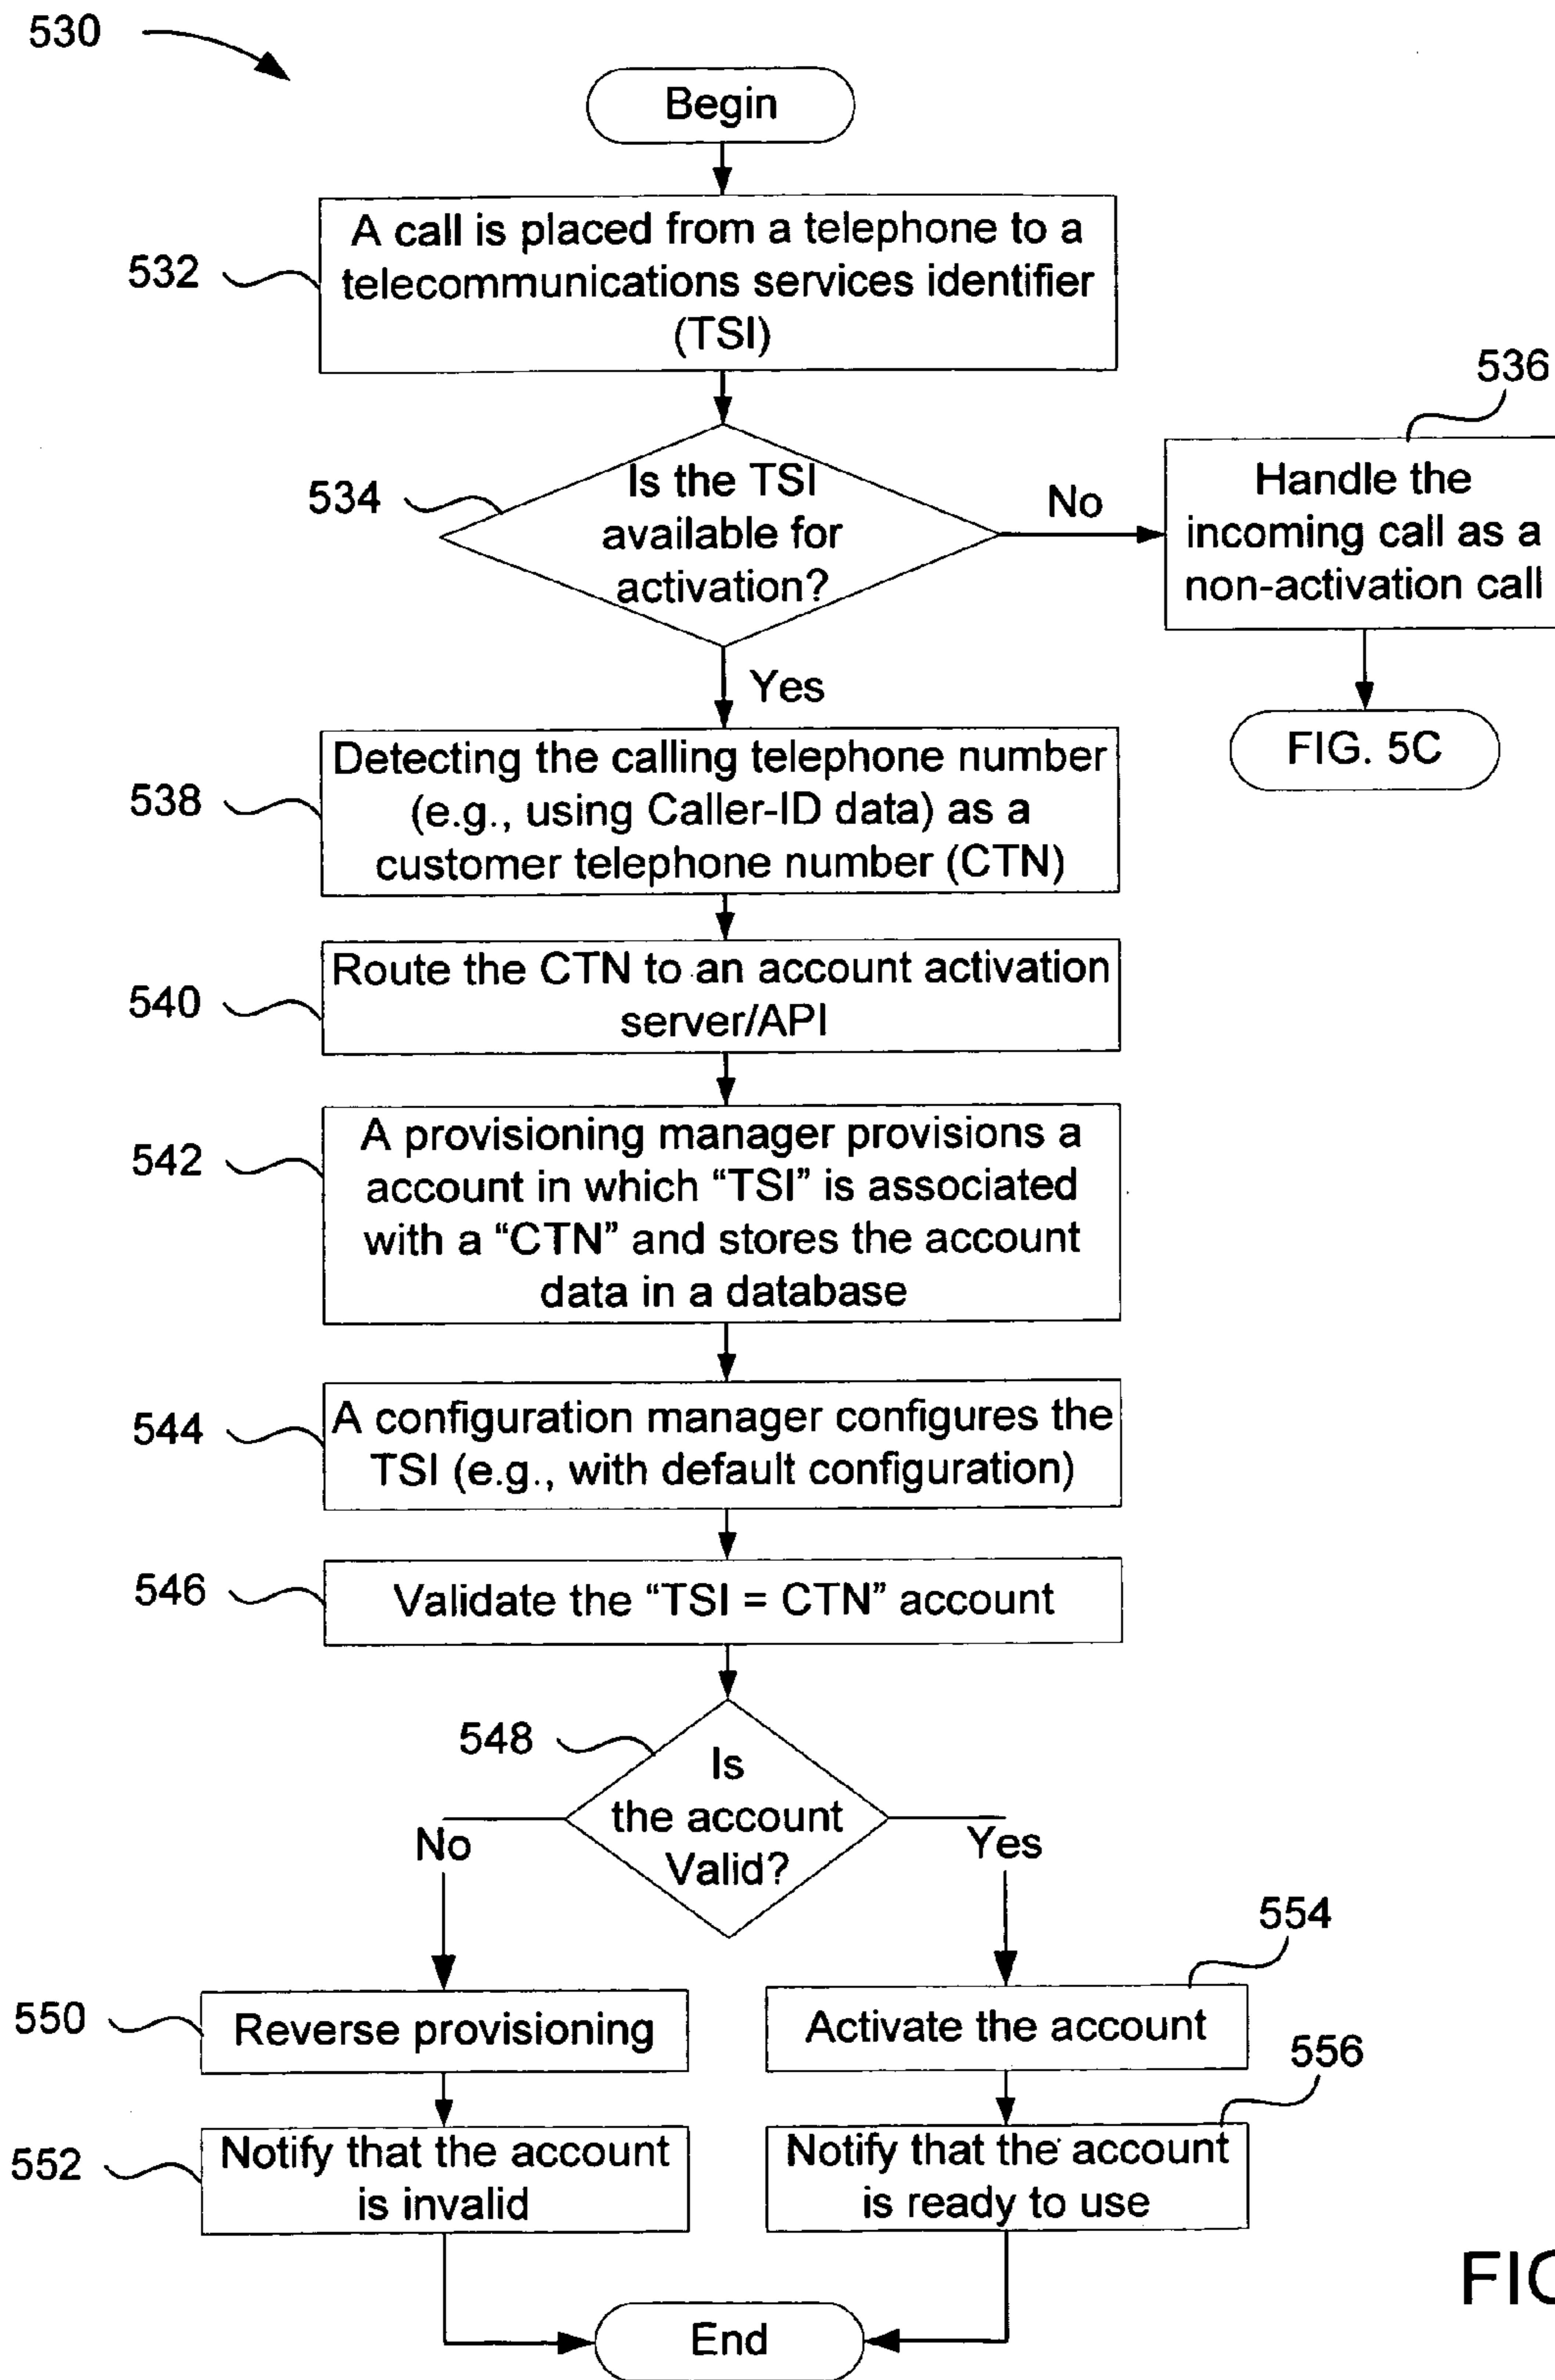 530
Begin
532
A call is placed from a telephone to a
telecommunications services identifier
(TSI)
534
Is the TSI
available for
activation?
No
536
Handle the
incoming call as a
non-activation call
FIG. 5C
Yes
538
Detecting the calling telephone number
(e.g., using Caller-ID data) as a
customer telephone number (CTN)
540
Route the CTN to an account activation
server/API
542
A provisioning manager provisions a
account in which “TSI” is associated
with a “CTN” and stores the account
data in a database
544
A configuration manager configures the
TSI (e.g., with default configuration)
546
Validate the “TSI = CTN” account
548
Is
the account
Valid?
No
Yes
550
Reverse provisioning
554
Activate the account
552
Notify that the account
is invalid
556
Notify that the account
is ready to use
End